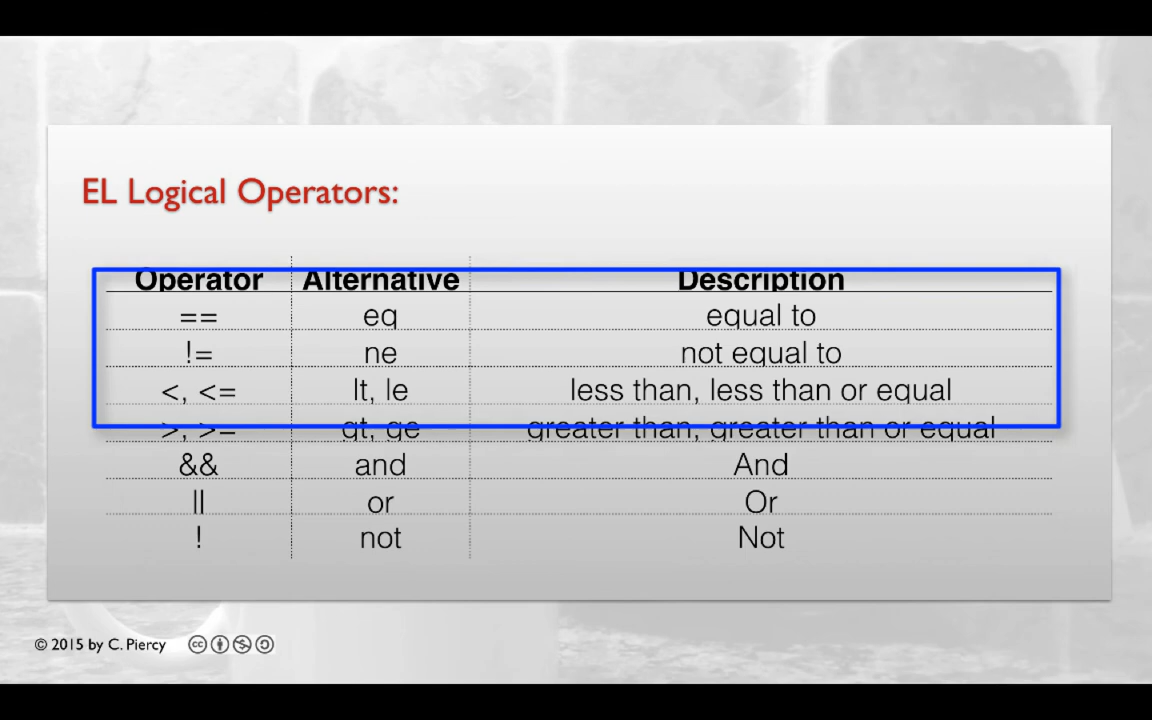 EL Logical Operators:
Operator Alternative Description
== eq equal to
!= ne not equal to
<, <= lt, le less than, less than or equal
>, >= gt, ge greater than, greater than or equal
&& and And
|| or Or
! not Not
© 2015 by C. Piercy cc